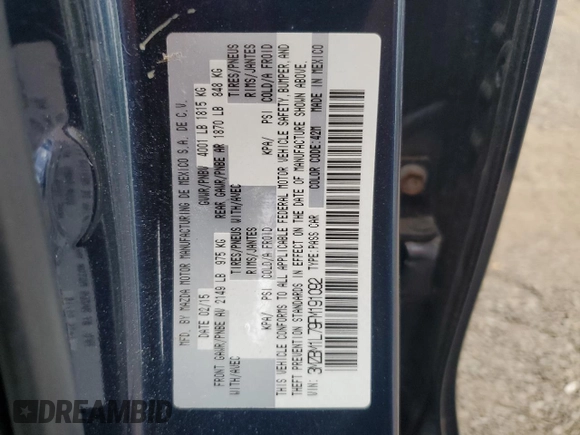 MFD. BY MAZDA MOTOR MANUFACTURING DE MEXICO S.A. DE C.V.
DATE 02/15 GVWR/PNBV 4001 LB 1815 KG
FRONT GAWR/PNBE AV 2149 LB 975 KG REAR GAWR/PNBE AR 1870 LB 848 KG
WITH/AVEC TIRES/PNEUS WITH/AVEC TIRES/PNEUS
RIMS/JANTES RIMS/JANTES
KPA/ PSI COLD/A FROID KPA/ PSI COLD/A FROID
THIS VEHICLE CONFORMS TO ALL APPLICABLE FEDERAL MOTOR VEHICLE SAFETY, BUMPER, AND
THEFT PREVENTION STANDARDS IN EFFECT ON THE DATE OF MANUFACTURE SHOWN ABOVE.
VIN: 3MZBM1L79FM191092 TYPE: PASS CAR COLOR CODE: 42M MADE IN MEXICO
DREAMBID